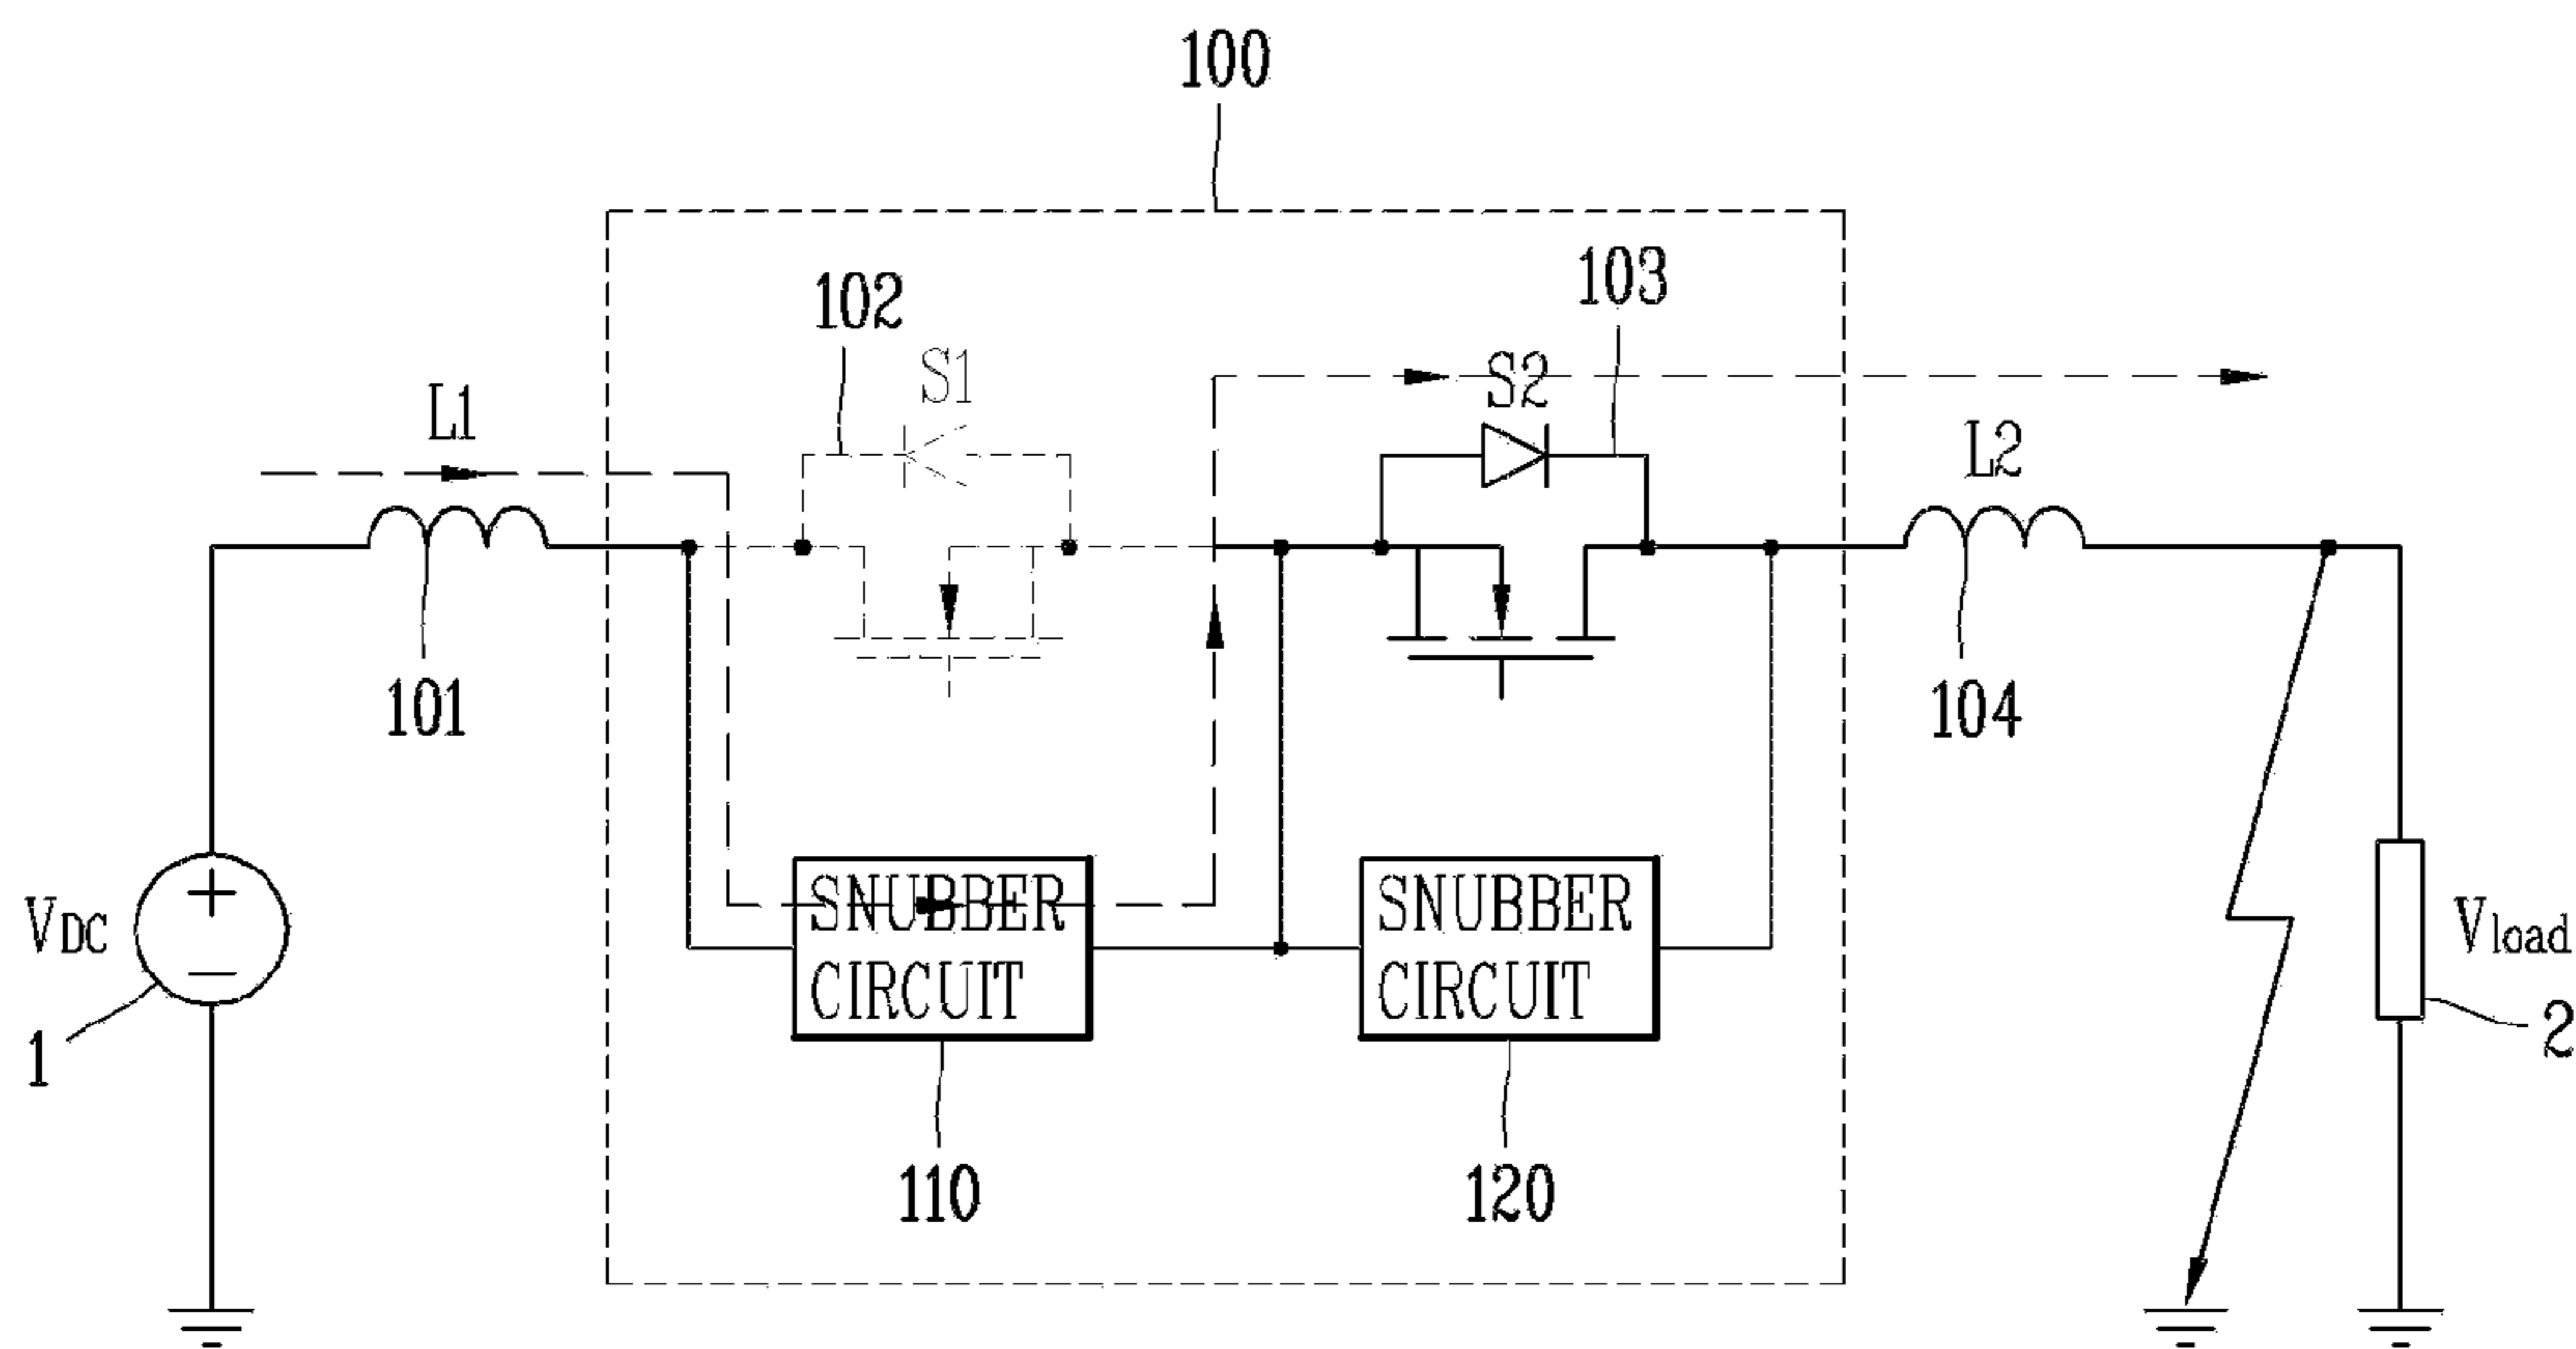 100
102
103
S1
S2
L1
L2
101
104
VDC
SNUBBER
CIRCUIT
SNUBBER
CIRCUIT
Vload
1
2
110
120